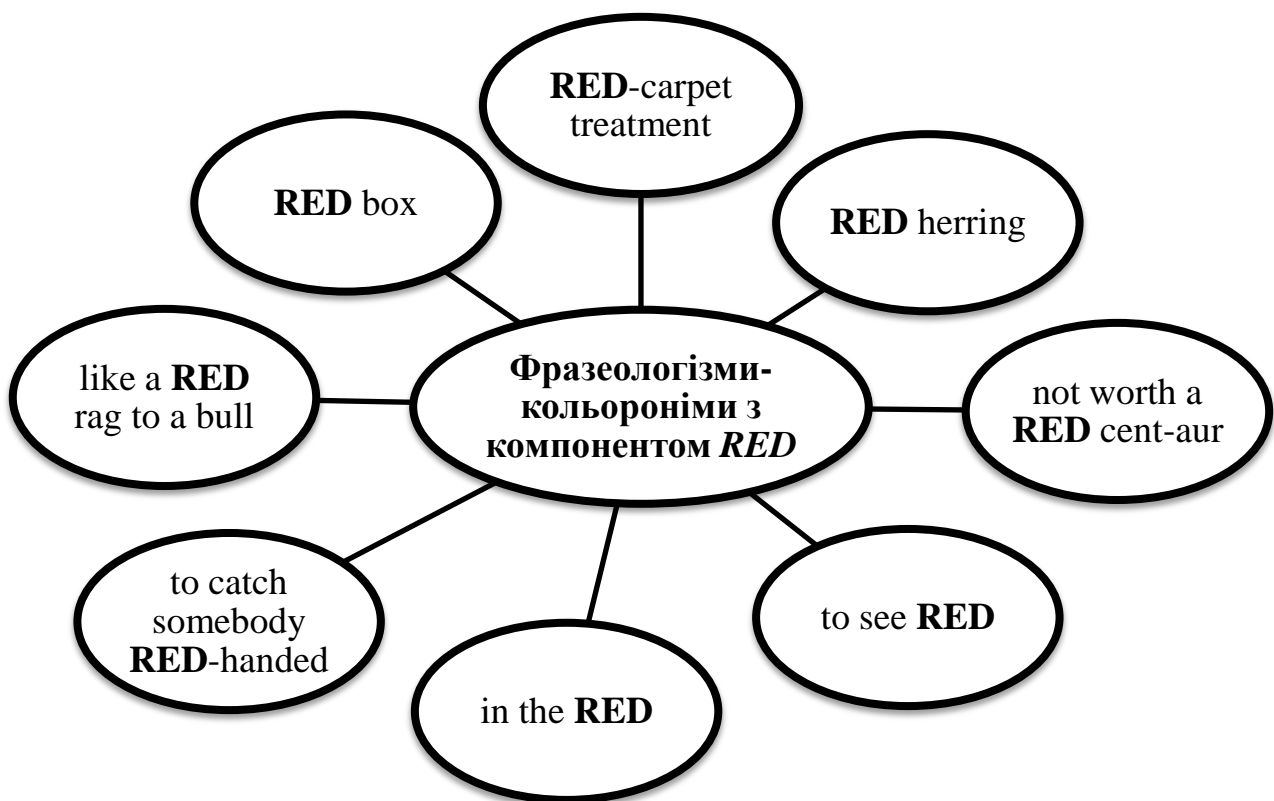 RED-carpet
treatment
RED box
RED herring
like a RED
rag to a bull
Фразеологізми-
кольороніми з
компонентом RED
not worth a
RED cent-aur
to catch
somebody
RED-handed
in the RED
to see RED